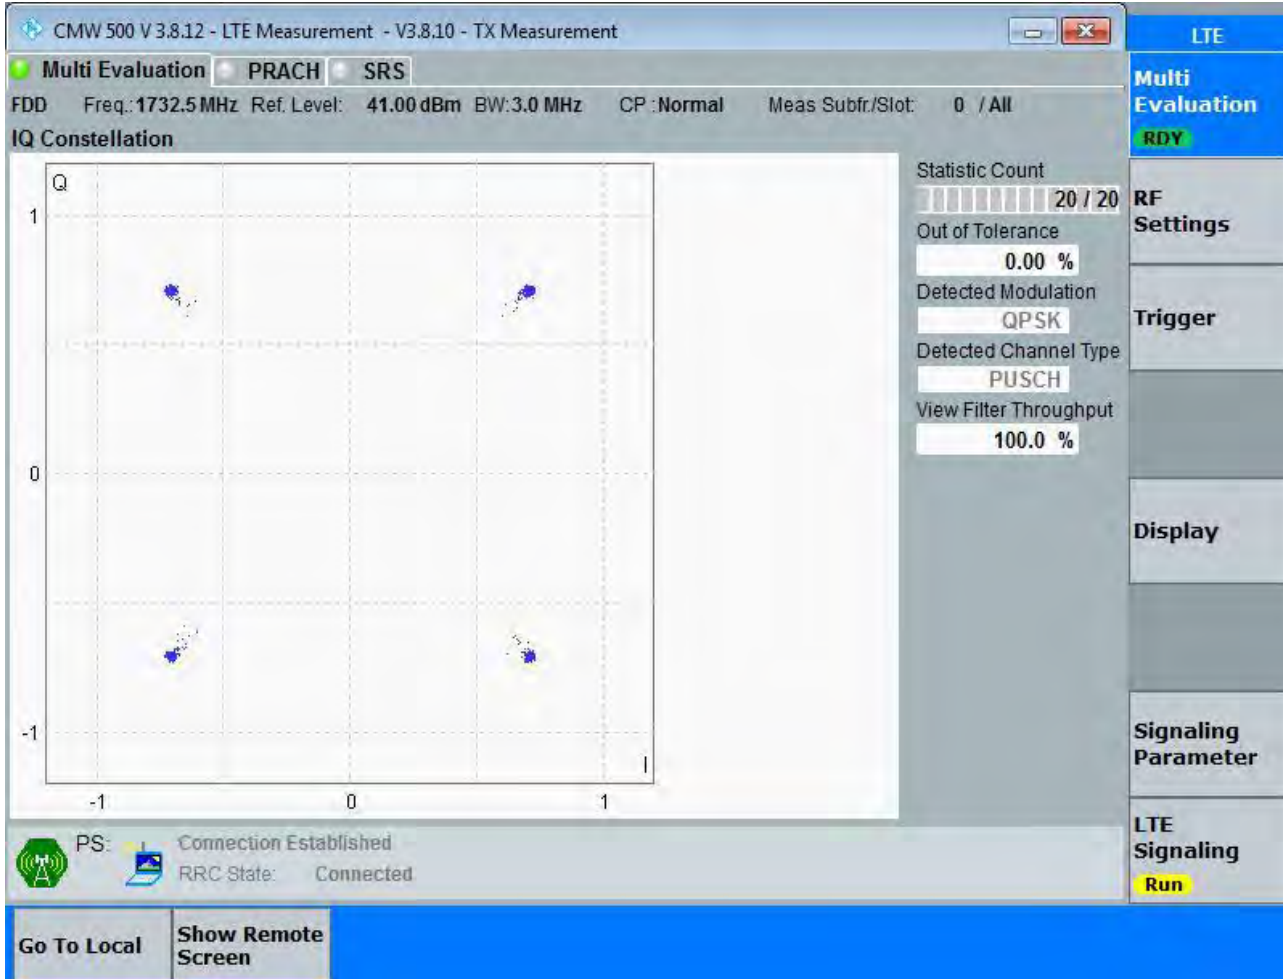 CMW 500 V 3.8.12 - LTE Measurement - V3.8.10 - TX Measurement
LTE
Multi Evaluation PRACH SRS
Multi
Evaluation
RDY
FDD Freq.:1732.5 MHz Ref. Level: 41.00 dBm BW:3.0 MHz CP :Normal Meas Subfr./Slot: 0 / All
IQ Constellation
Q
1
0
-1
I
-1 0 1
Statistic Count
20 / 20
Out of Tolerance
0.00 %
Detected Modulation
QPSK
Detected Channel Type
PUSCH
View Filter Throughput
100.0 %
RF
Settings
Trigger
Display
Signaling
Parameter
LTE
Signaling
Run
PS: Connection Established
RRC State: Connected
Go To Local
Show Remote
Screen